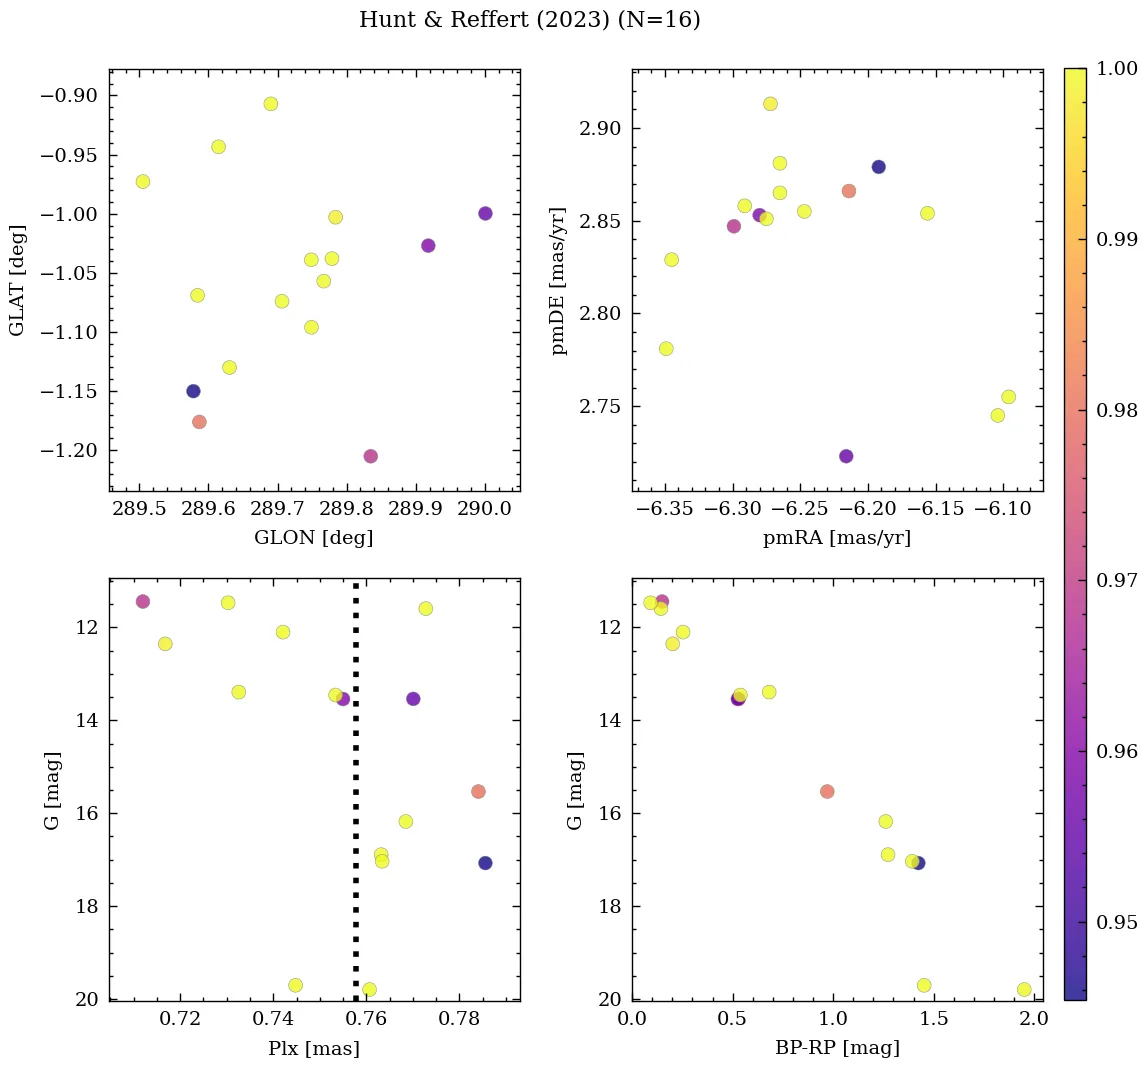 Hunt & Reffert (2023) (N=16)
−0.90
−0.95
−1.00
−1.05
−1.10
−1.15
−1.20
GLAT [deg]
289.5 289.6 289.7 289.8 289.9 290.0
GLON [deg]
2.90
2.85
2.80
2.75
pmDE [mas/yr]
−6.35 −6.30 −6.25 −6.20 −6.15 −6.10
pmRA [mas/yr]
12
14
16
18
20
G [mag]
0.72 0.74 0.76 0.78
Plx [mas]
12
14
16
18
20
G [mag]
0.0 0.5 1.0 1.5 2.0
BP-RP [mag]
1.00
0.99
0.98
0.97
0.96
0.95